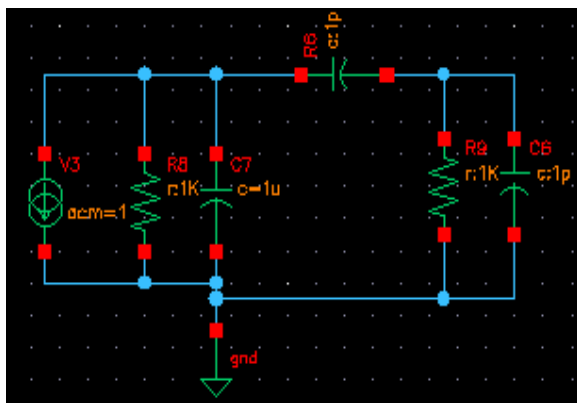 R6
c:1p
V3
acm=1
R8
r:1K
C7
c=1u
R9
r:1K
C6
c:1p
gnd